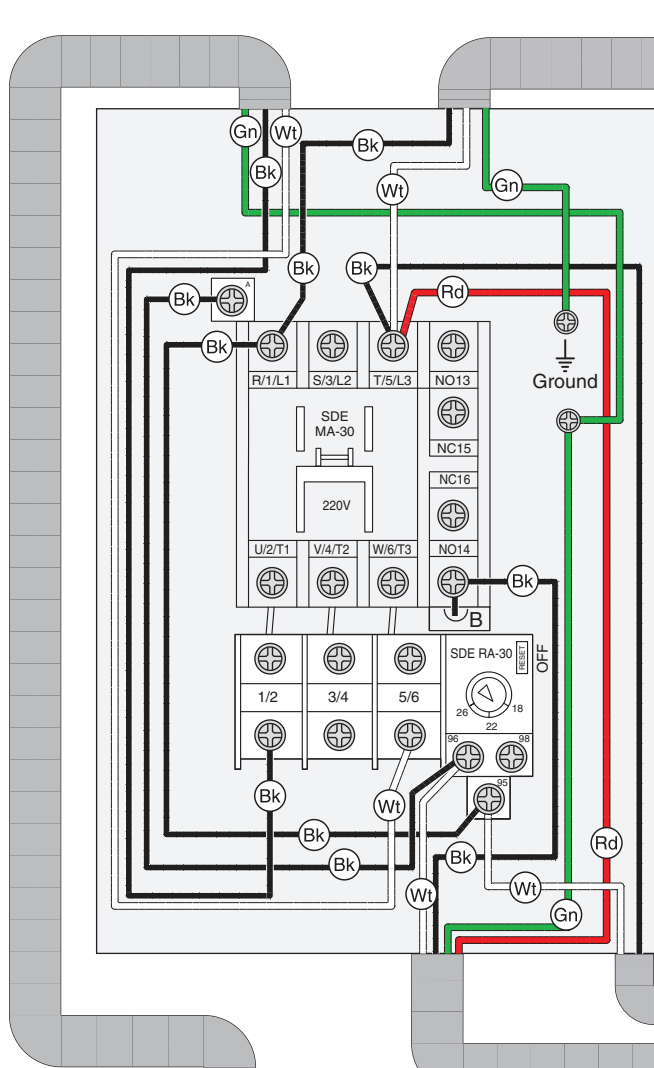 Gn
Wt
Bk
Bk
Wt
Gn
Bk
Bk
Bk
Rd
A
Bk
R/1/L1
S/3/L2
T/5/L3
NO13
Ground
SDE
MA-30
NC15
NC16
220V
U/2/T1
V/4/T2
W/6/T3
NO14
Bk
B
SDE RA-30
RESET
OFF
1/2
3/4
5/6
26
18
22
96
98
95
Bk
Wt
Bk
Rd
Bk
Bk
Wt
Wt
Gn